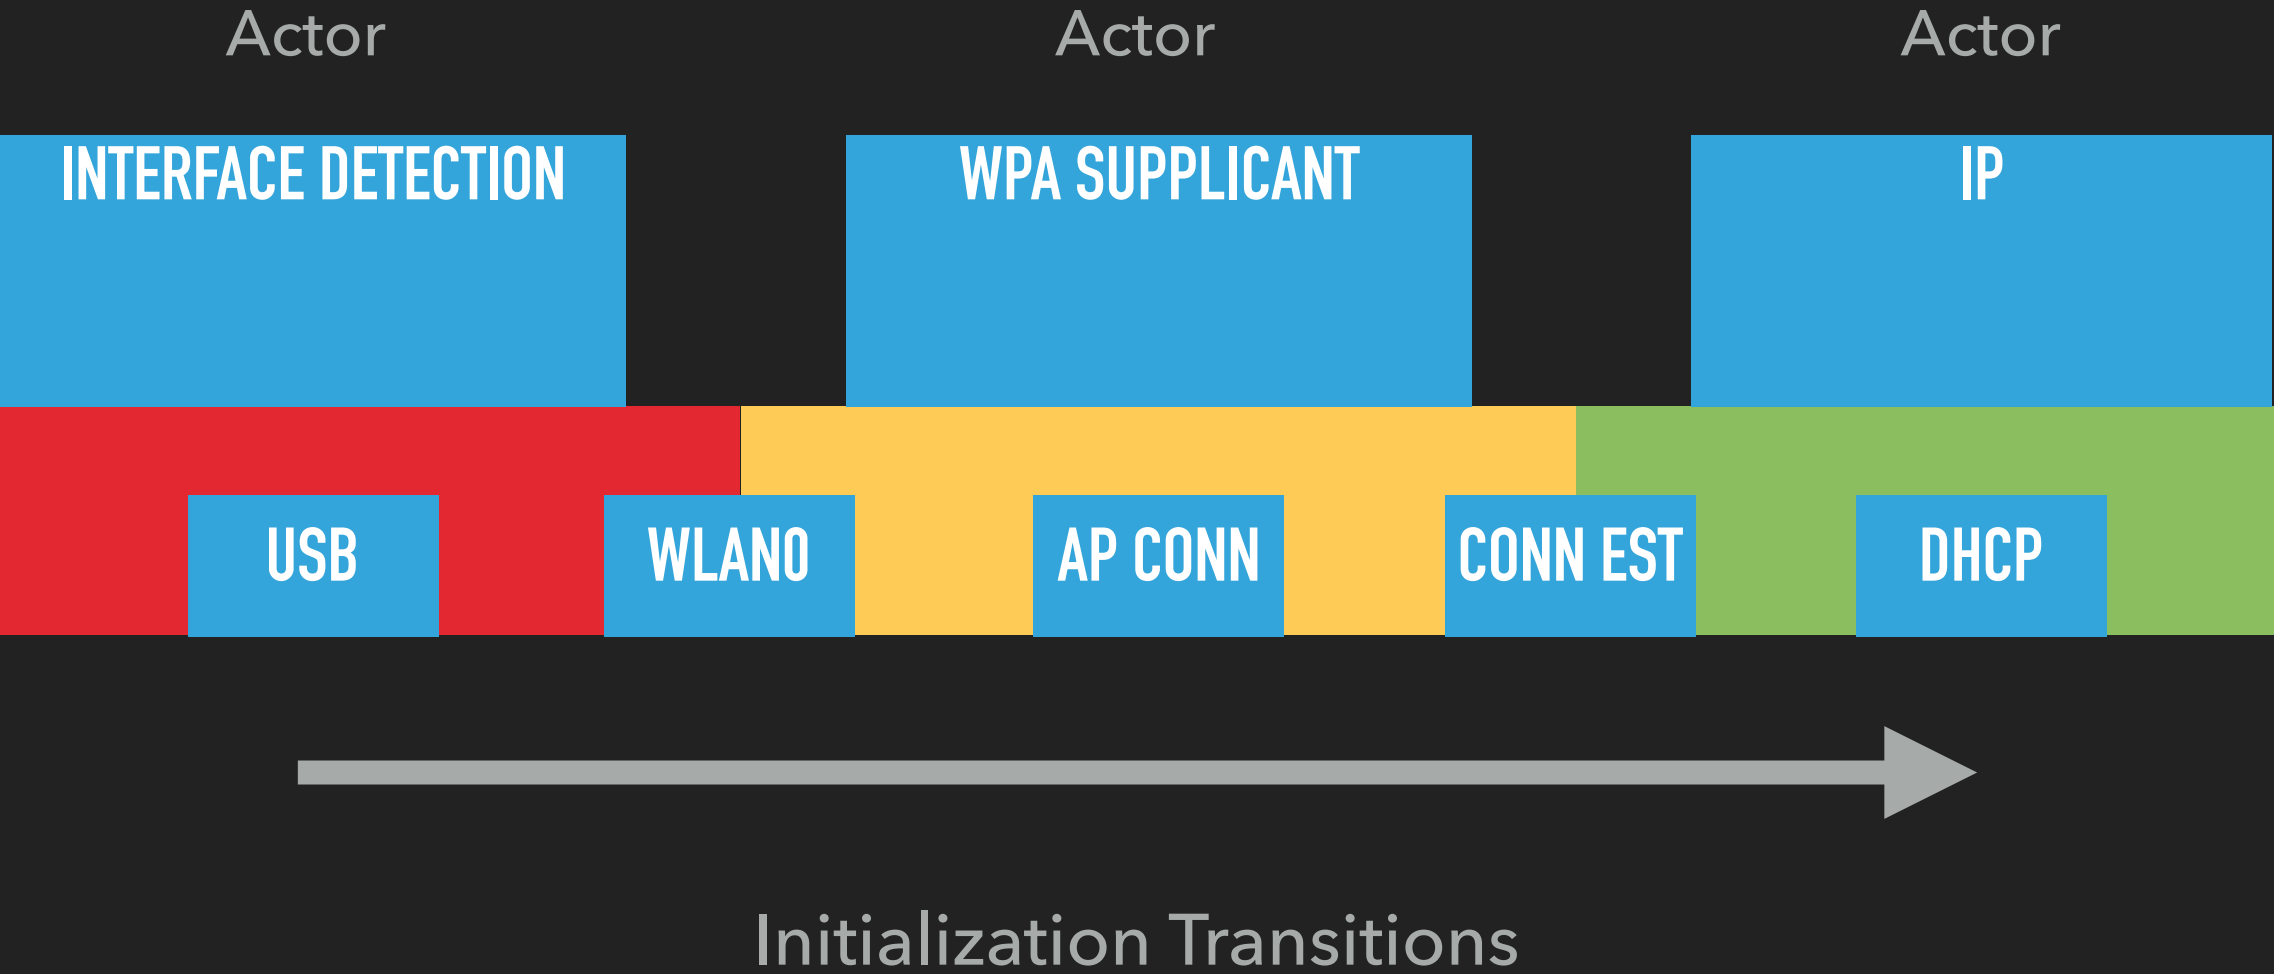 Actor Actor Actor
INTERFACE DETECTION WPA SUPPLICANT IP
USB WLAN0 AP CONN CONN EST DHCP
Initialization Transitions